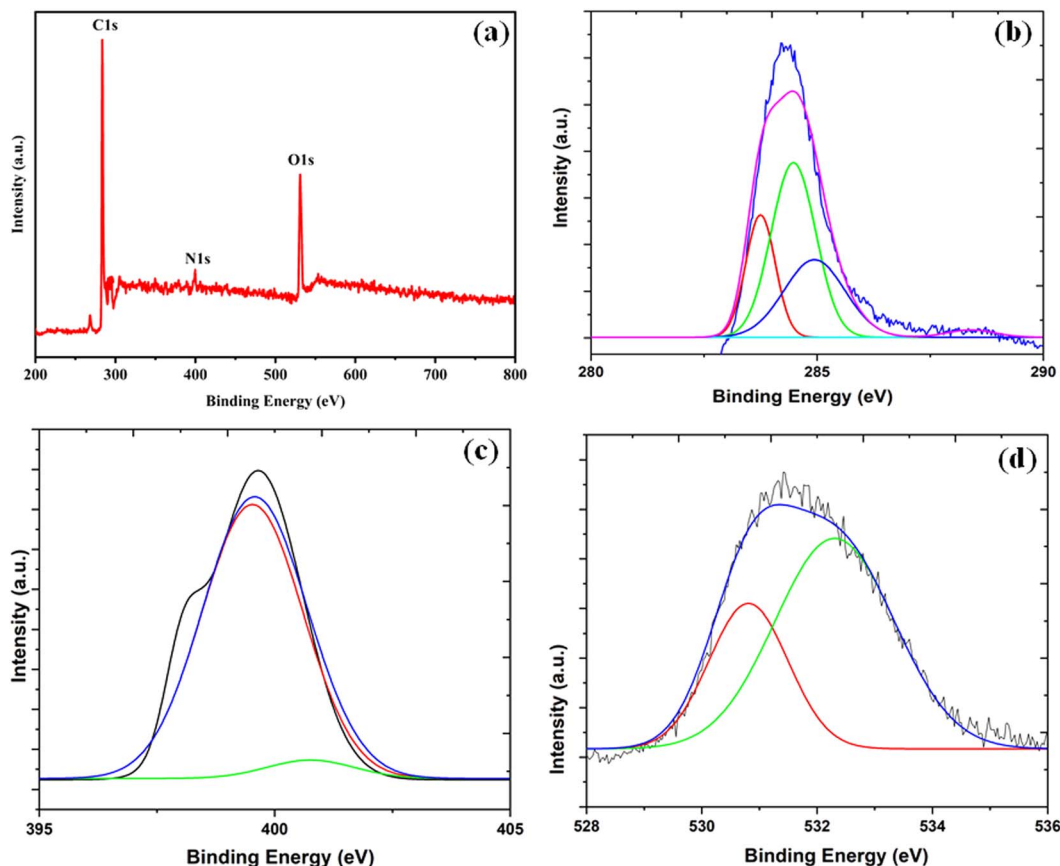 (a)
C1s
O1s
N1s
Intensity (a.u.)
200 300 400 500 600 700 800
Binding Energy (eV)
(b)
Intensity (a.u.)
280 285 290
Binding Energy (eV)
(c)
Intensity (a.u.)
395 400 405
Binding Energy (eV)
(d)
Intensity (a.u.)
528 530 532 534 536
Binding Energy (eV)